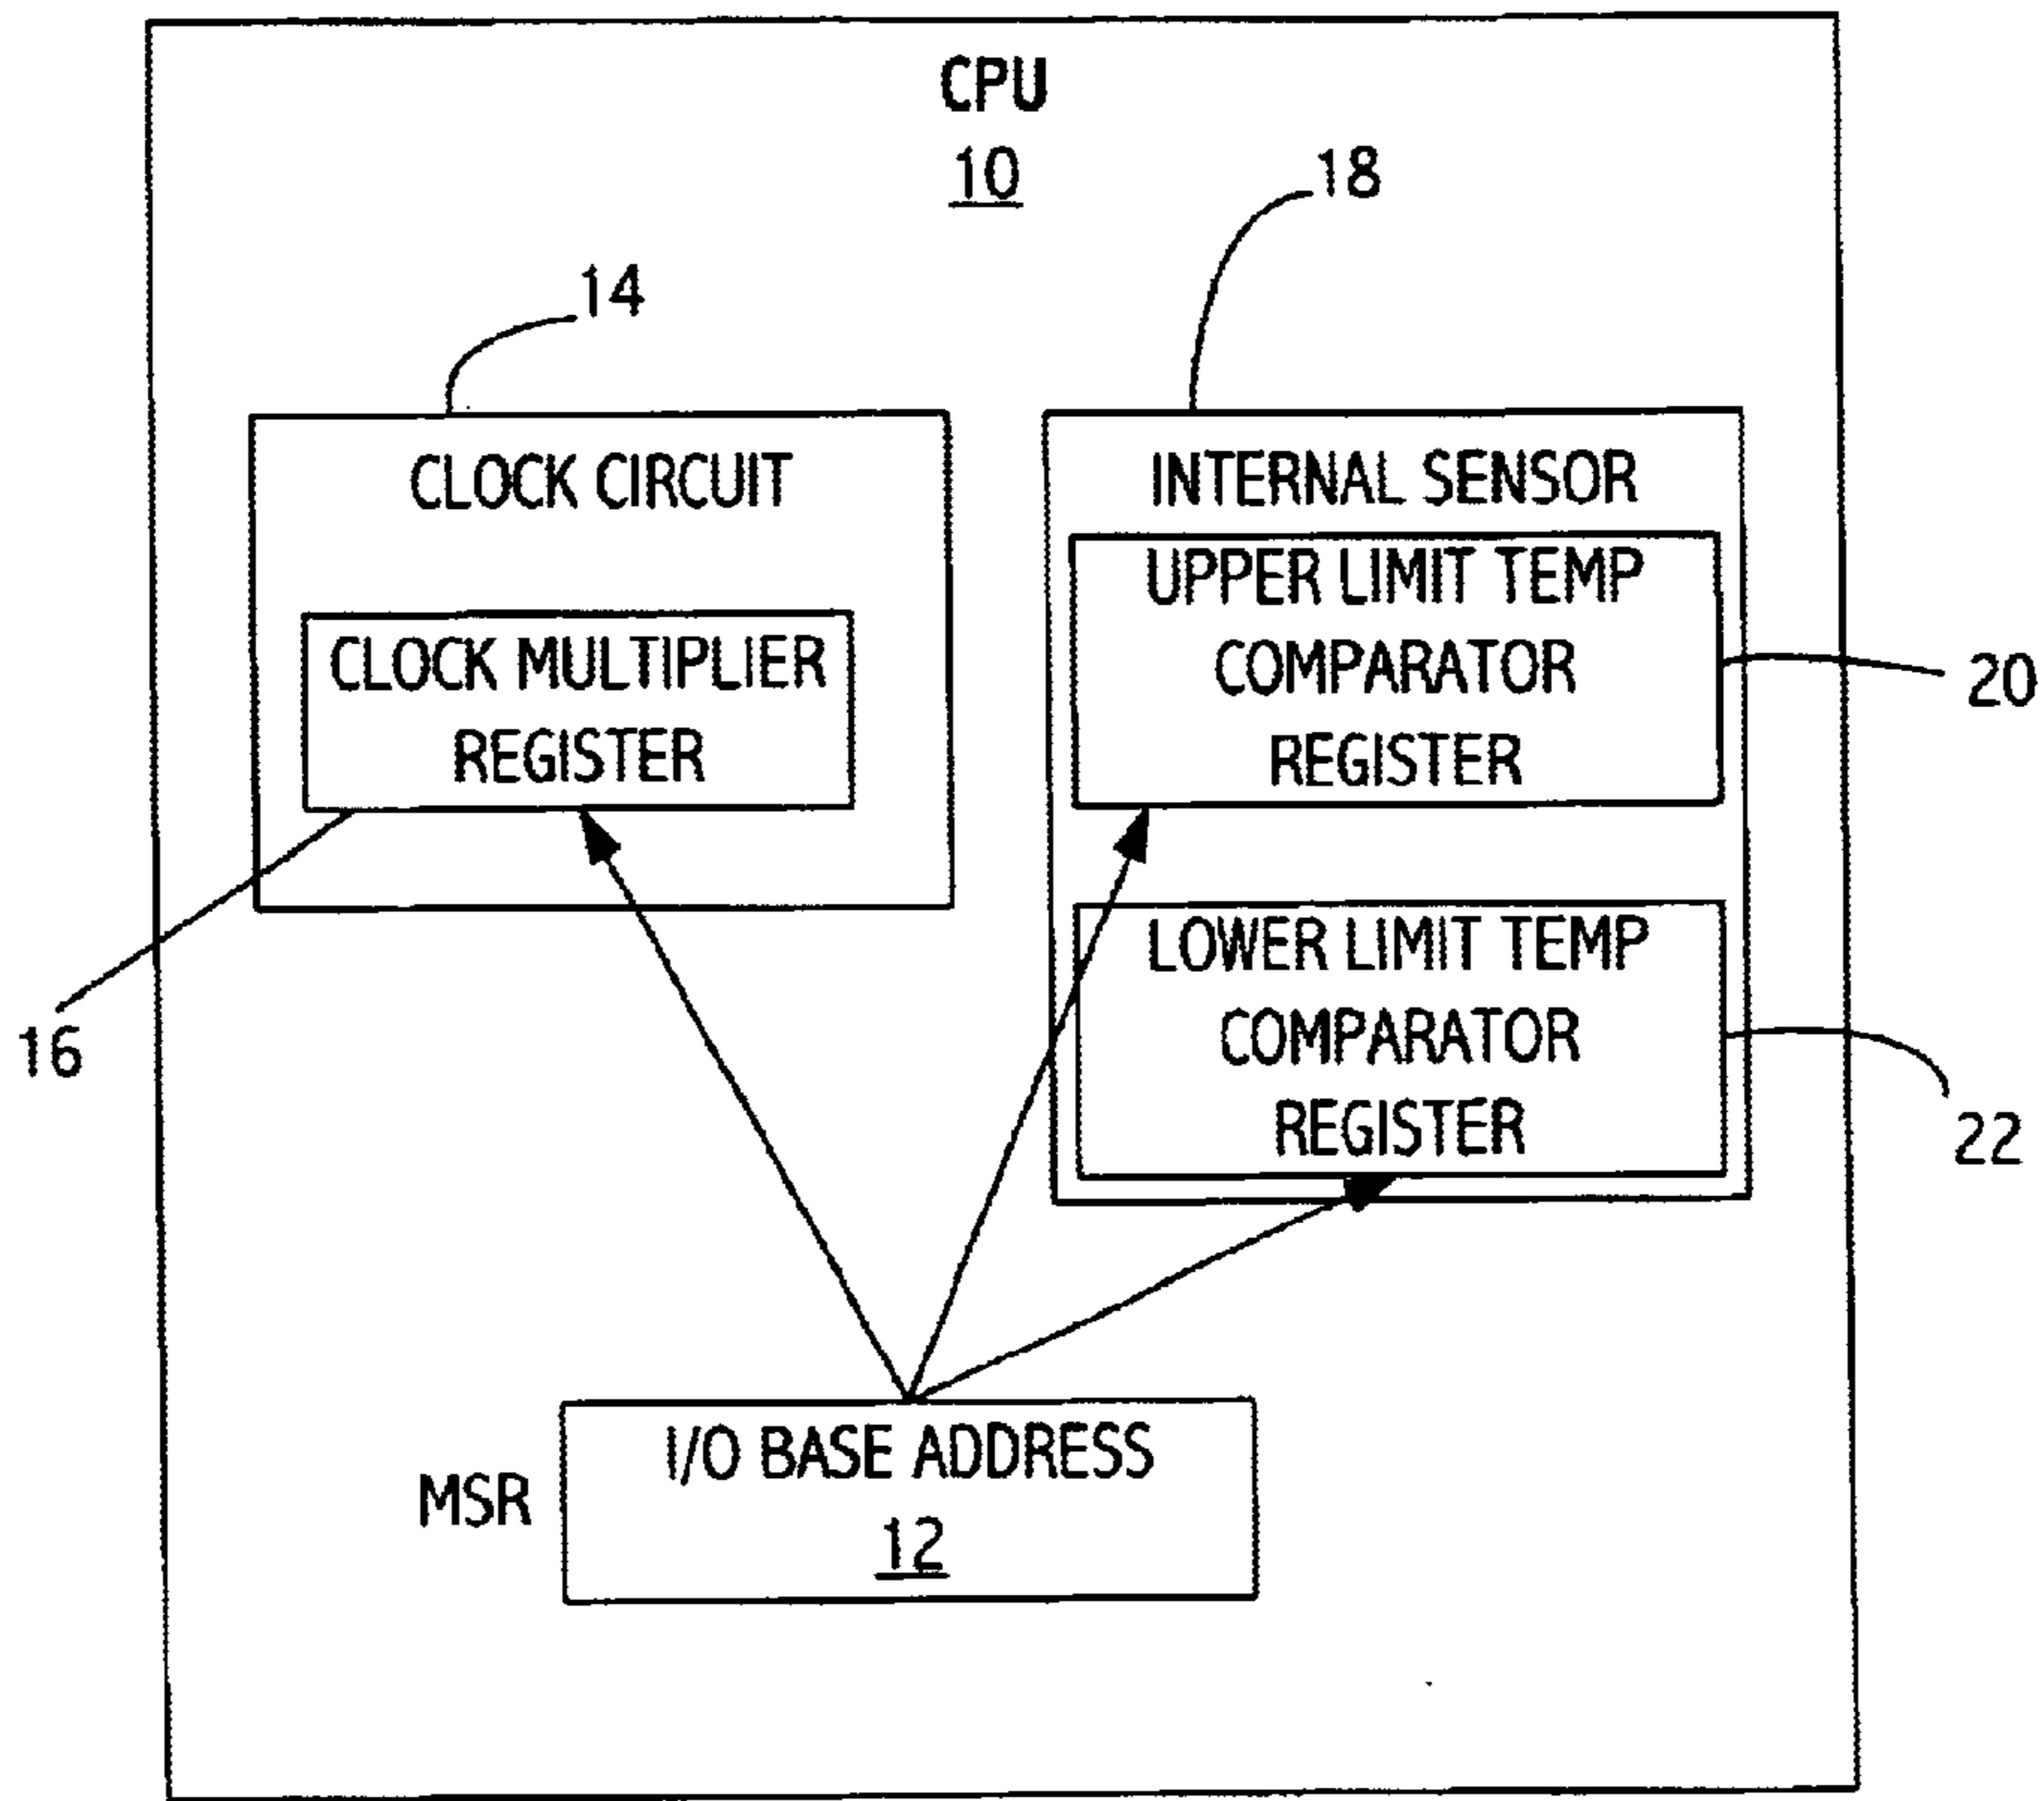 CPU
10
18
14
CLOCK CIRCUIT
CLOCK MULTIPLIER
REGISTER
16
INTERNAL SENSOR
UPPER LIMIT TEMP
COMPARATOR
REGISTER
20
LOWER LIMIT TEMP
COMPARATOR
REGISTER
22
MSR
I/O BASE ADDRESS
12